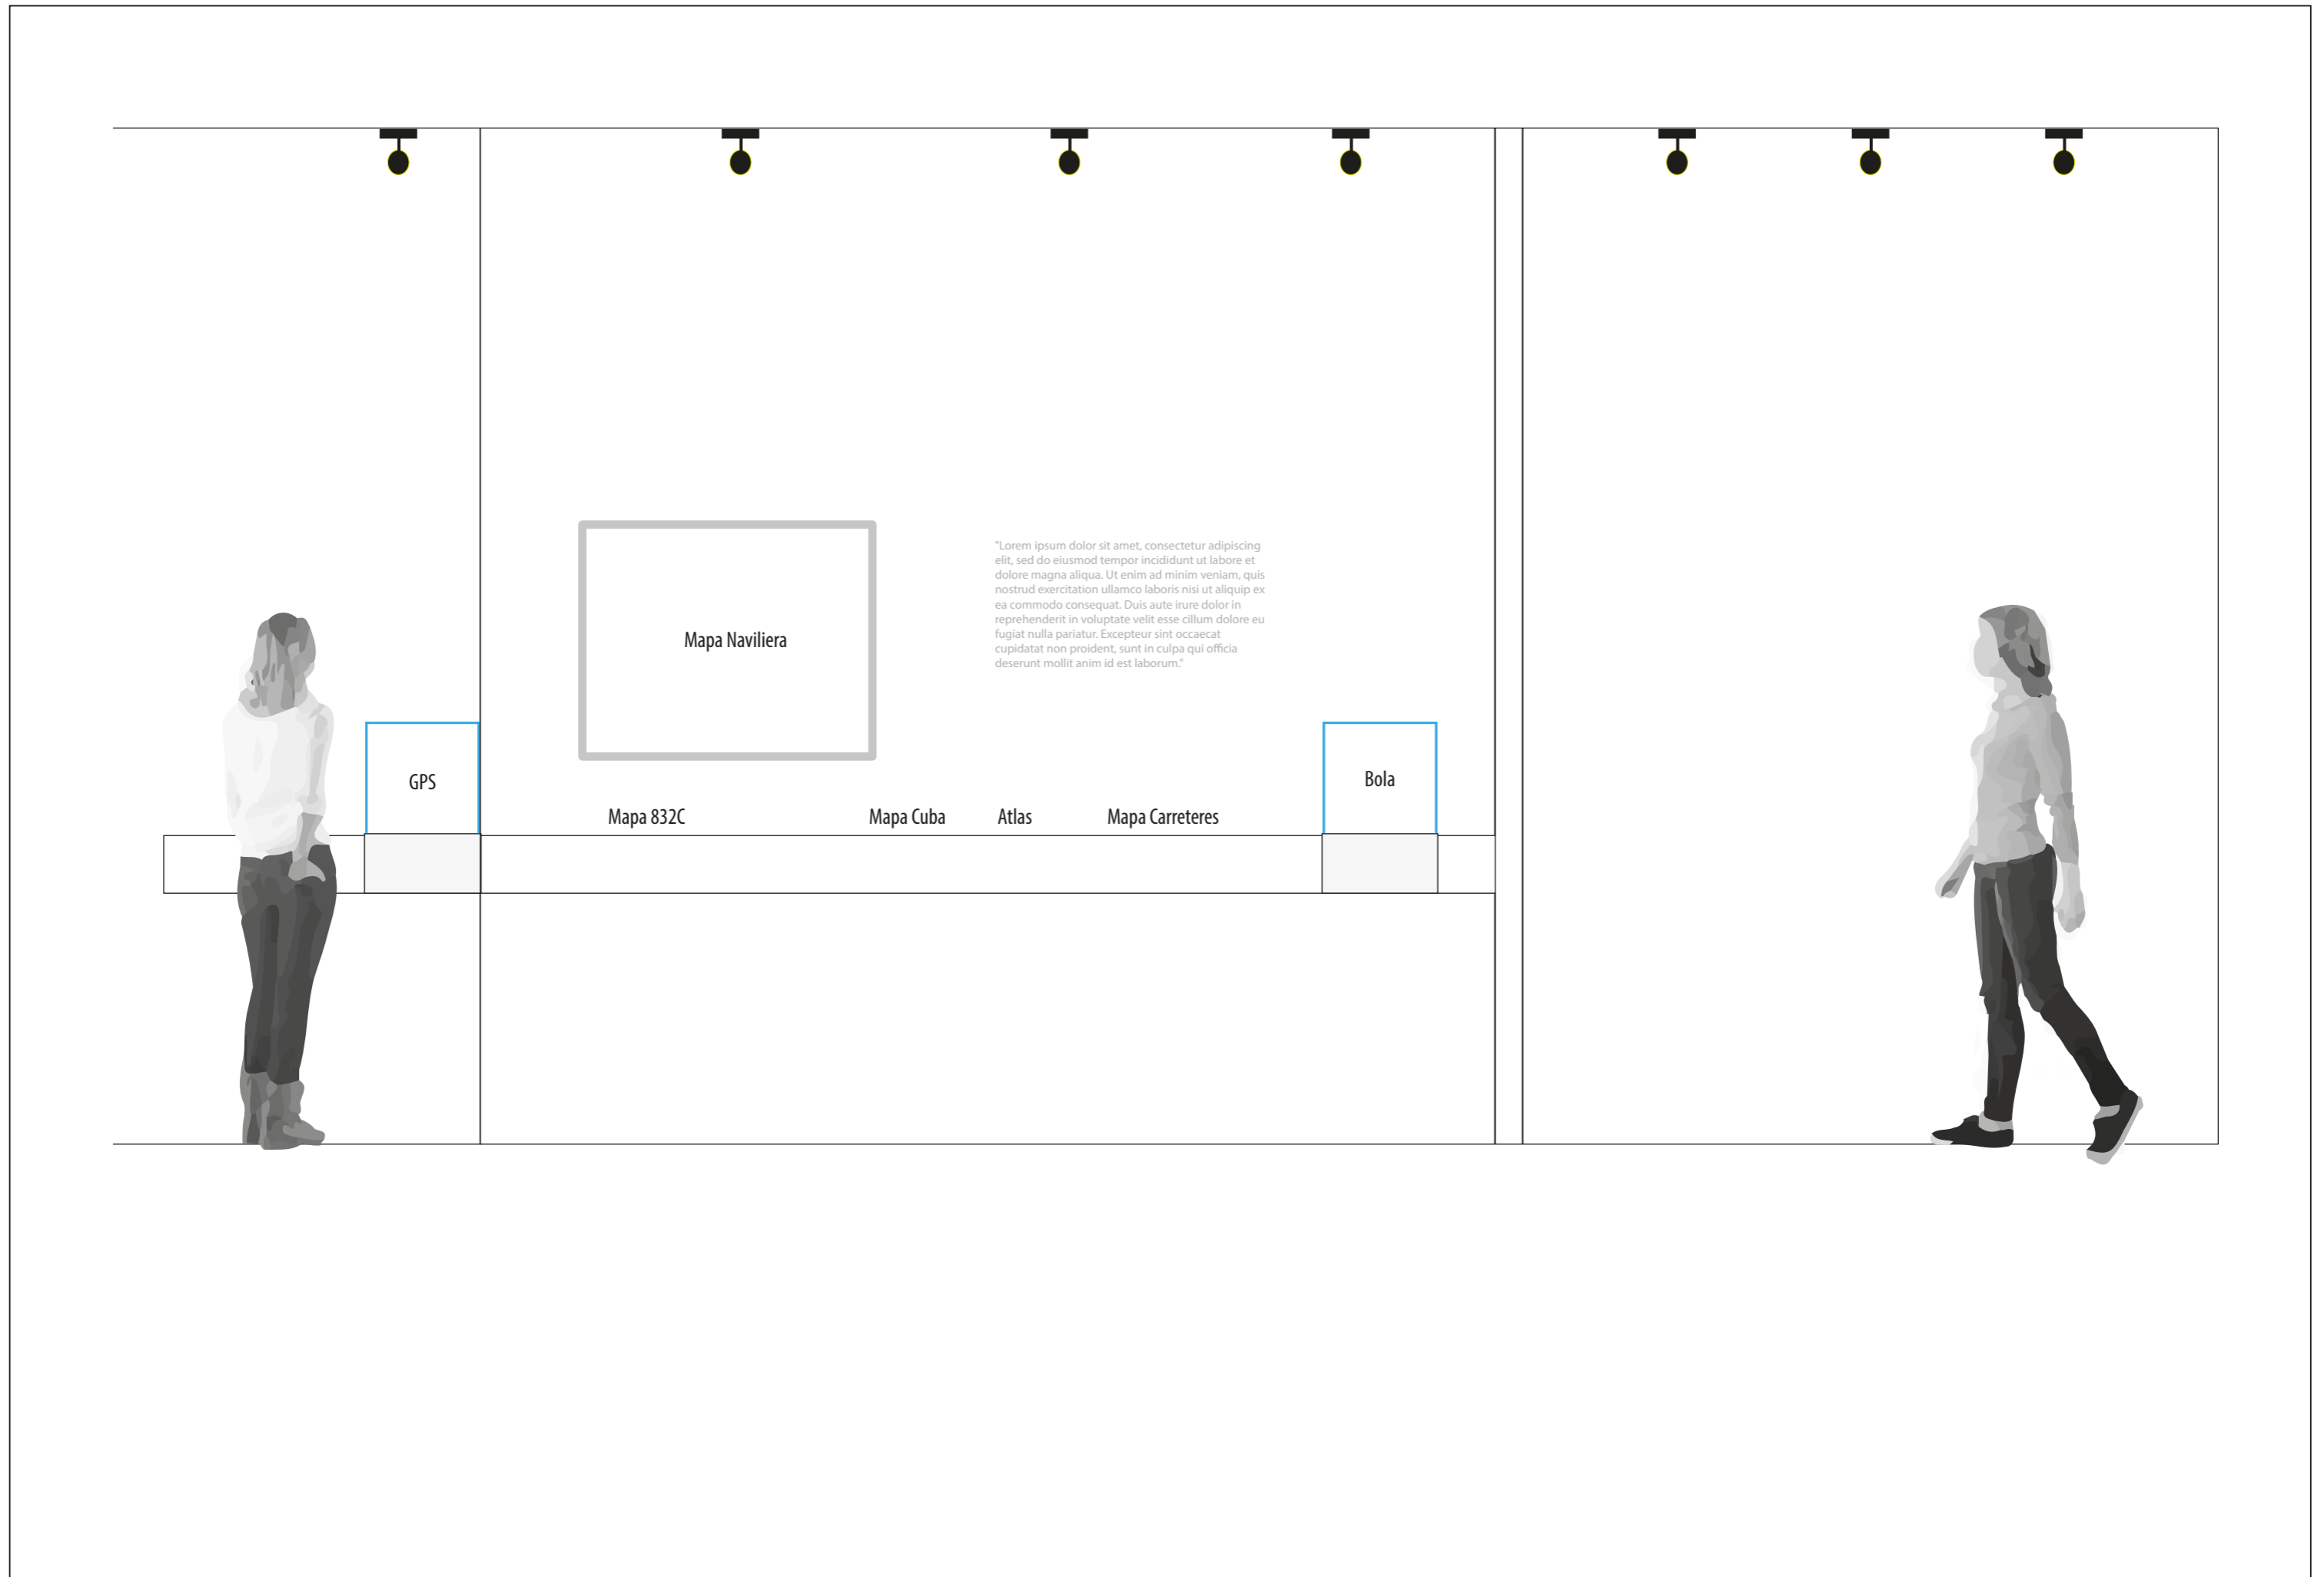 "Lorem ipsum dolor sit amet, consectetur adipiscing
elit, sed do eiusmod tempor incididunt ut labore et
dolore magna aliqua. Ut enim ad minim veniam, quis
nostrud exercitation ullamco laboris nisi ut aliquip ex
ea commodo consequat. Duis aute irure dolor in
reprehenderit in voluptate velit esse cillum dolore eu
fugiat nulla pariatur. Excepteur sint occaecat
cupidatat non proident, sunt in culpa qui officia
deserunt mollit anim id est laborum."
Mapa Naviliera
GPS
Bola
Mapa 832C
Mapa Cuba
Atlas
Mapa Carreteres